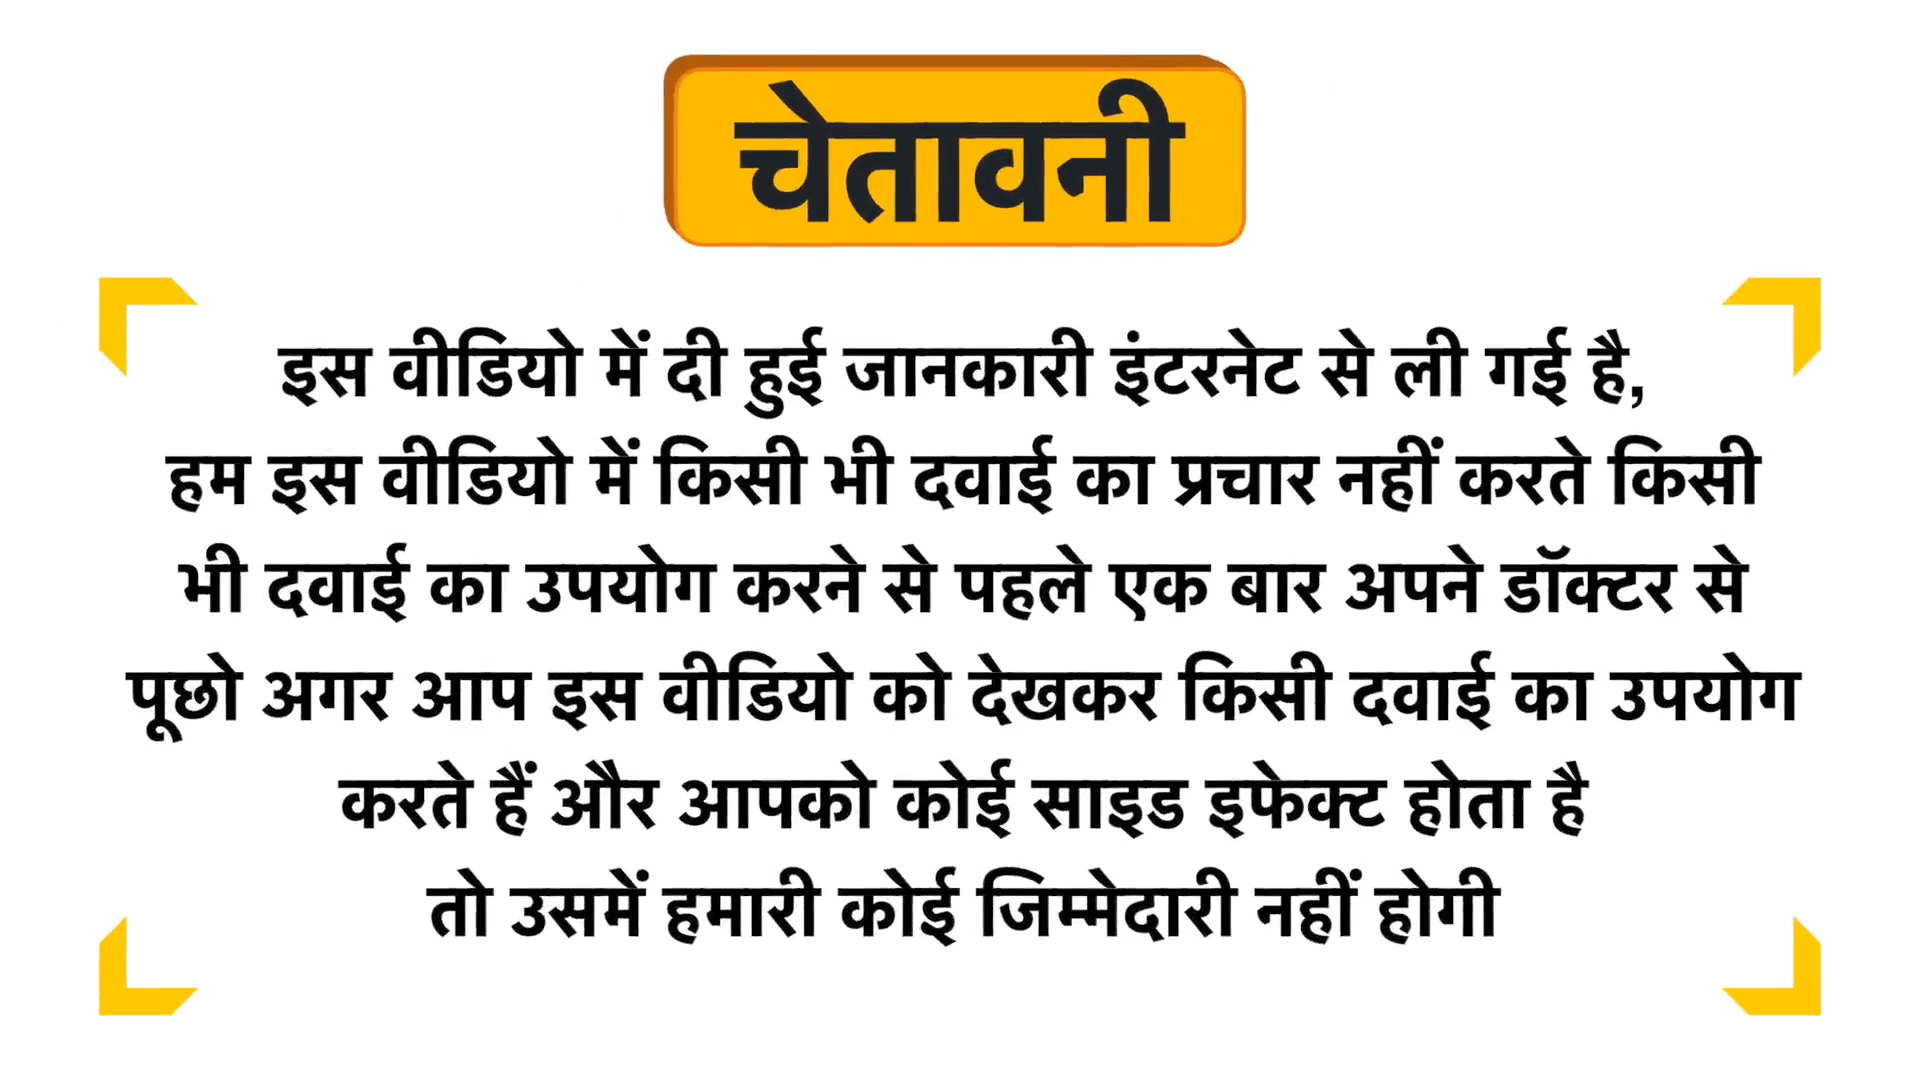 चेतावनी
इस वीडियो में दी हुई जानकारी इंटरनेट से ली गई है,
हम इस वीडियो में किसी भी दवाई का प्रचार नहीं करते किसी
भी दवाई का उपयोग करने से पहले एक बार अपने डॉक्टर से
पूछो अगर आप इस वीडियो को देखकर किसी दवाई का उपयोग
करते हैं और आपको कोई साइड इफेक्ट होता है
तो उसमें हमारी कोई जिम्मेदारी नहीं होगी